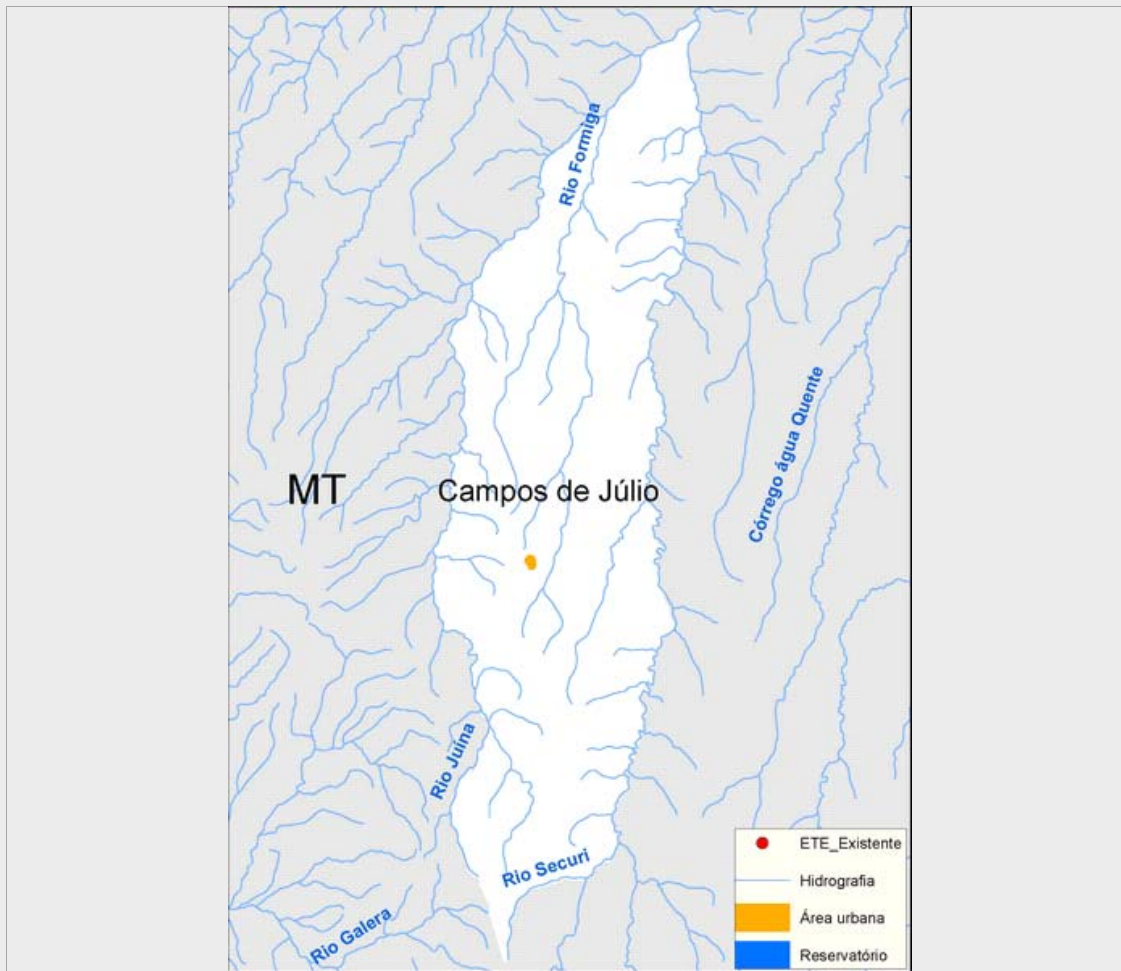 Rio Formiga
Córrego água Quente
MT
Campos de Júlio
Rio Juína
Rio Securi
Rio Galera
ETE_Existente
Hidrografia
Área urbana
Reservatório